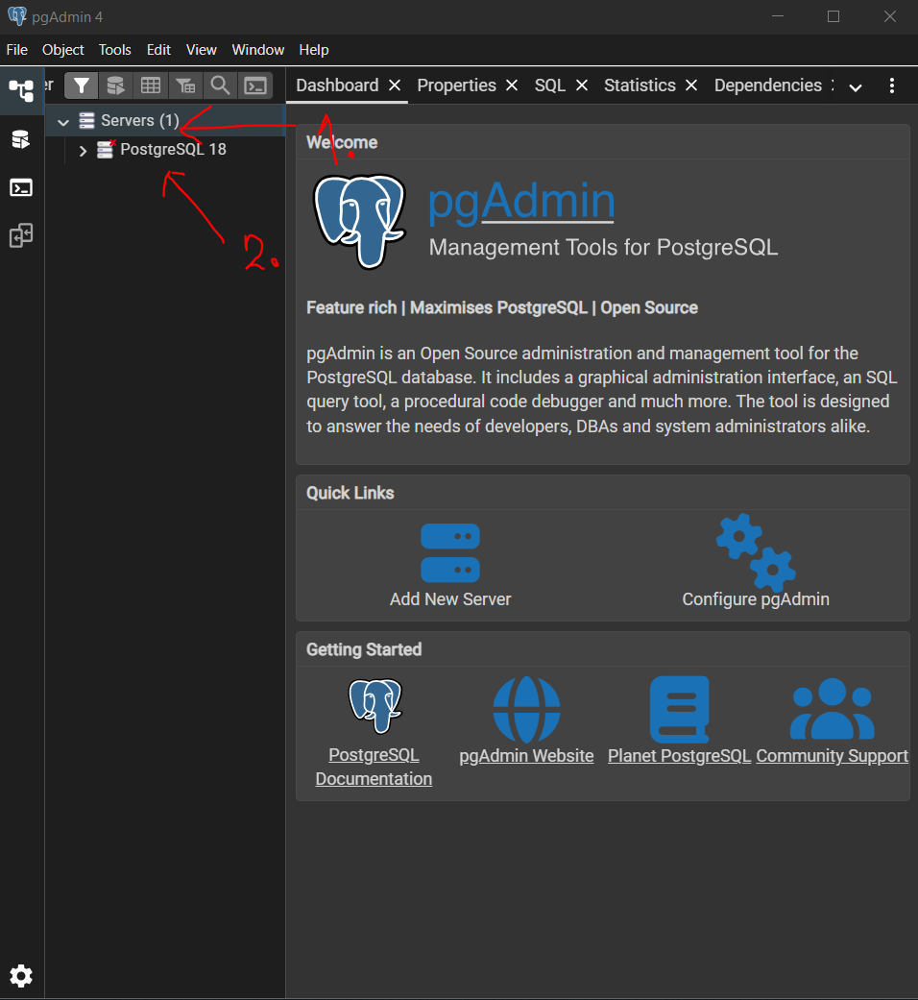 pgAdmin 4
File Object Tools Edit View Window Help
er
Dashboard Properties SQL Statistics Dependencies
Servers (1)
1.
PostgreSQL 18
2.
Welcome
pgAdmin
Management Tools for PostgreSQL
Feature rich | Maximises PostgreSQL | Open Source
pgAdmin is an Open Source administration and management tool for the
PostgreSQL database. It includes a graphical administration interface, an SQL
query tool, a procedural code debugger and much more. The tool is designed
to answer the needs of developers, DBAs and system administrators alike.
Quick Links
Add New Server
Configure pgAdmin
Getting Started
PostgreSQL
Documentation
pgAdmin Website
Planet PostgreSQL
Community Support